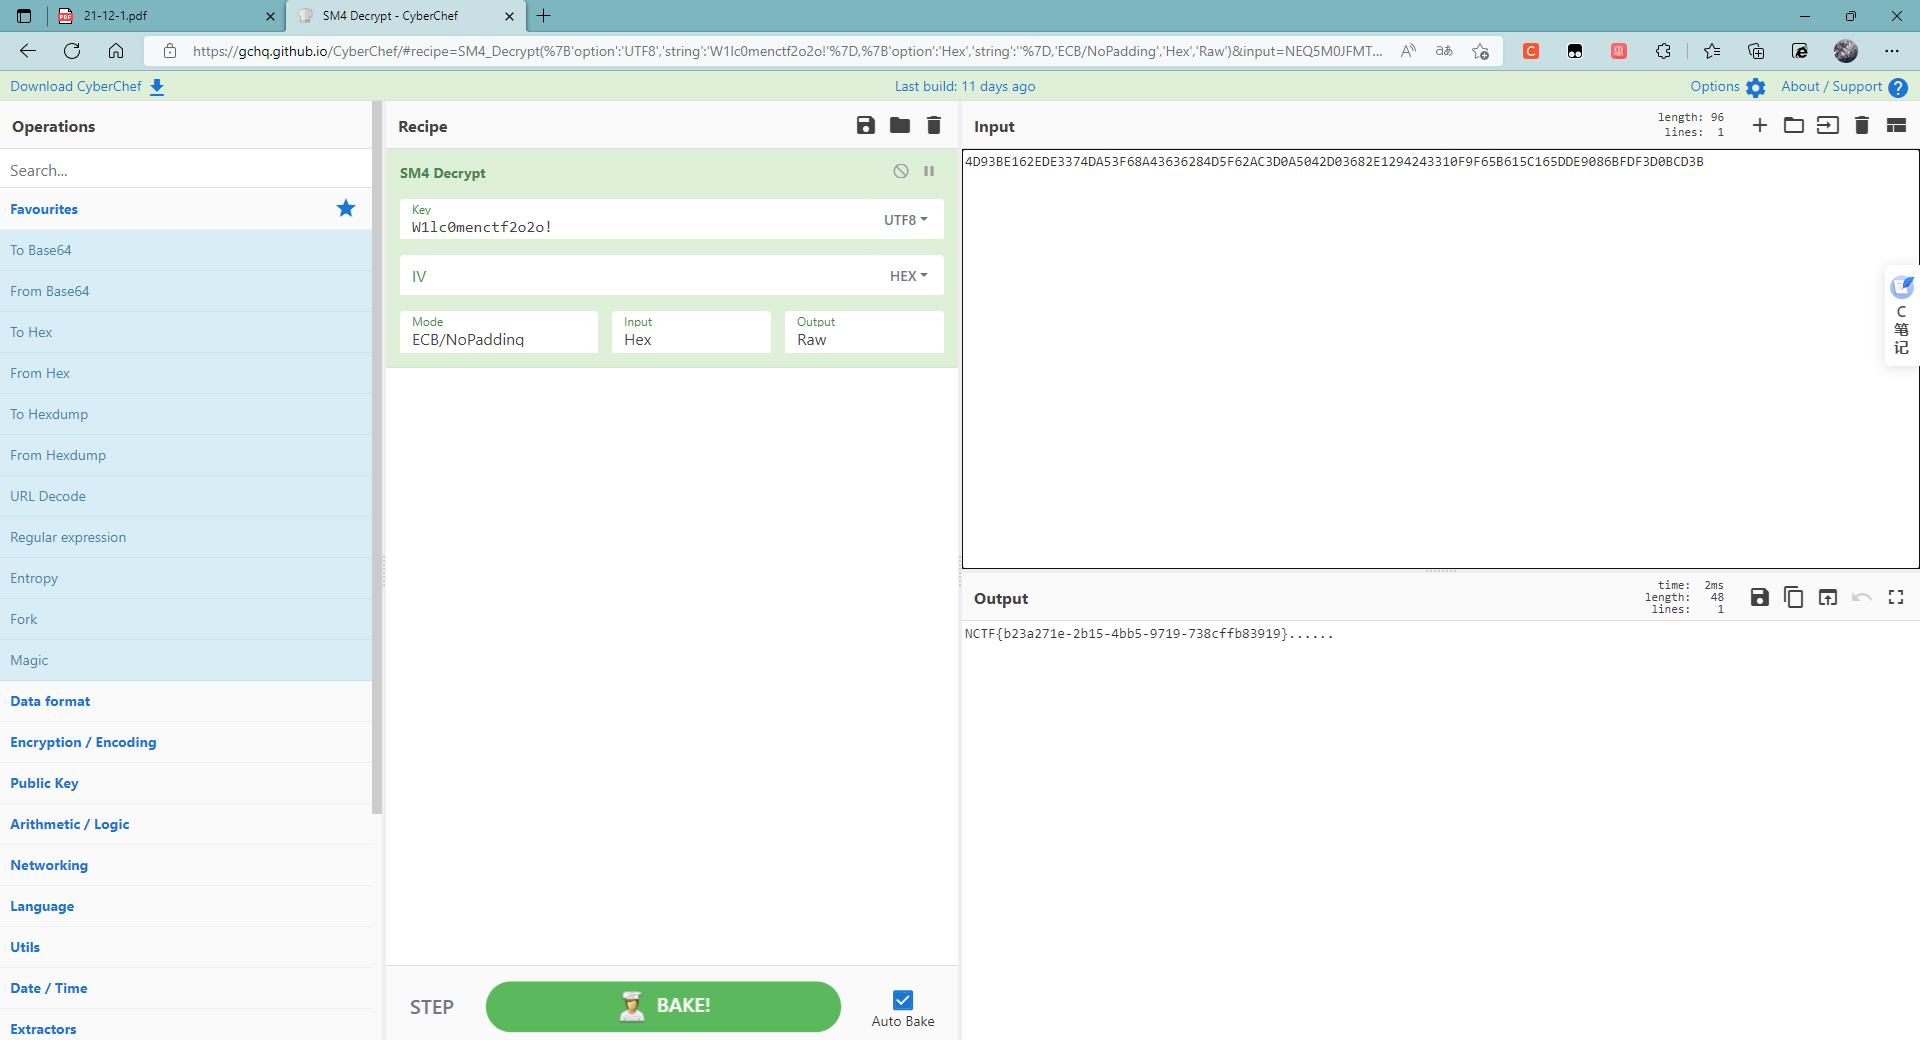 21-12-1.pdf
SM4 Decrypt - CyberChef
https://gchq.github.io/CyberChef/#recipe=SM4_Decrypt(%7B'option':'UTF8','string':'W1lc0menctf2o2o!'%7D,%7B'option':'Hex','string':''%7D,'ECB/NoPadding','Hex','Raw')&input=NEQ5M0JFMT...
Download CyberChef
Last build: 11 days ago
Options
About / Support
Operations
Search...
Favourites
To Base64
From Base64
To Hex
From Hex
To Hexdump
From Hexdump
URL Decode
Regular expression
Entropy
Fork
Magic
Data format
Encryption / Encoding
Public Key
Arithmetic / Logic
Networking
Language
Utils
Date / Time
Extractors
Recipe
SM4 Decrypt
Key
W1lc0menctf2o2o!
UTF8
IV
HEX
Mode
ECB/NoPadding
Input
Hex
Output
Raw
STEP
BAKE!
Auto Bake
Input
length: 96
lines: 1
4D93BE162EDE3374DA53F68A43636284D5F62AC3D0A5042D03682E1294243310F9F65B615C165DDE9086BFDF3D0BCD3B
C
笔
记
Output
time: 2ms
length: 48
lines: 1
NCTF{b23a271e-2b15-4bb5-9719-738cffb83919}......